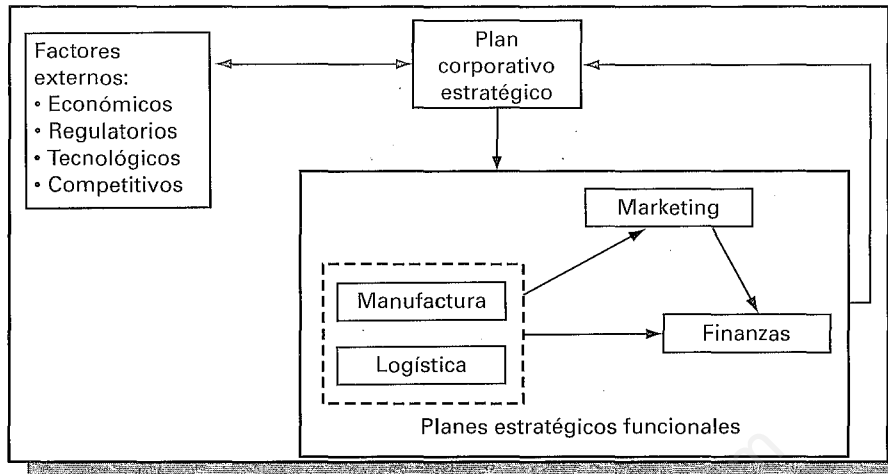 Factores
externos:
• Económicos
• Regulatorios
• Tecnológicos
• Competitivos
Plan
corporativo
estratégico
Marketing
Manufactura
Logística
Finanzas
Planes estratégicos funcionales